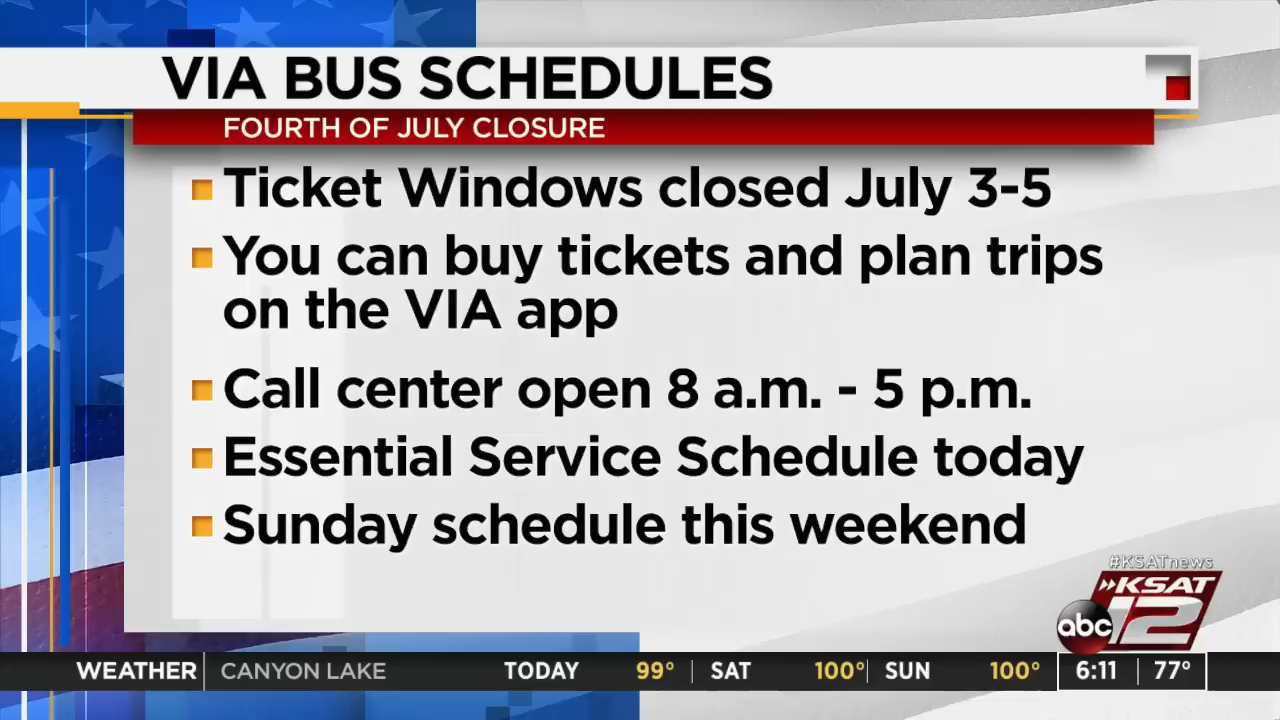 VIA BUS SCHEDULES
FOURTH OF JULY CLOSURE
Ticket Windows closed July 3-5
You can buy tickets and plan trips
on the VIA app
Call center open 8 a.m. - 5 p.m.
Essential Service Schedule today
Sunday schedule this weekend
#KSATnews
KSAT
abc 12
WEATHER CANYON LAKE TODAY 99° SAT 100° SUN 100° 6:11 77°